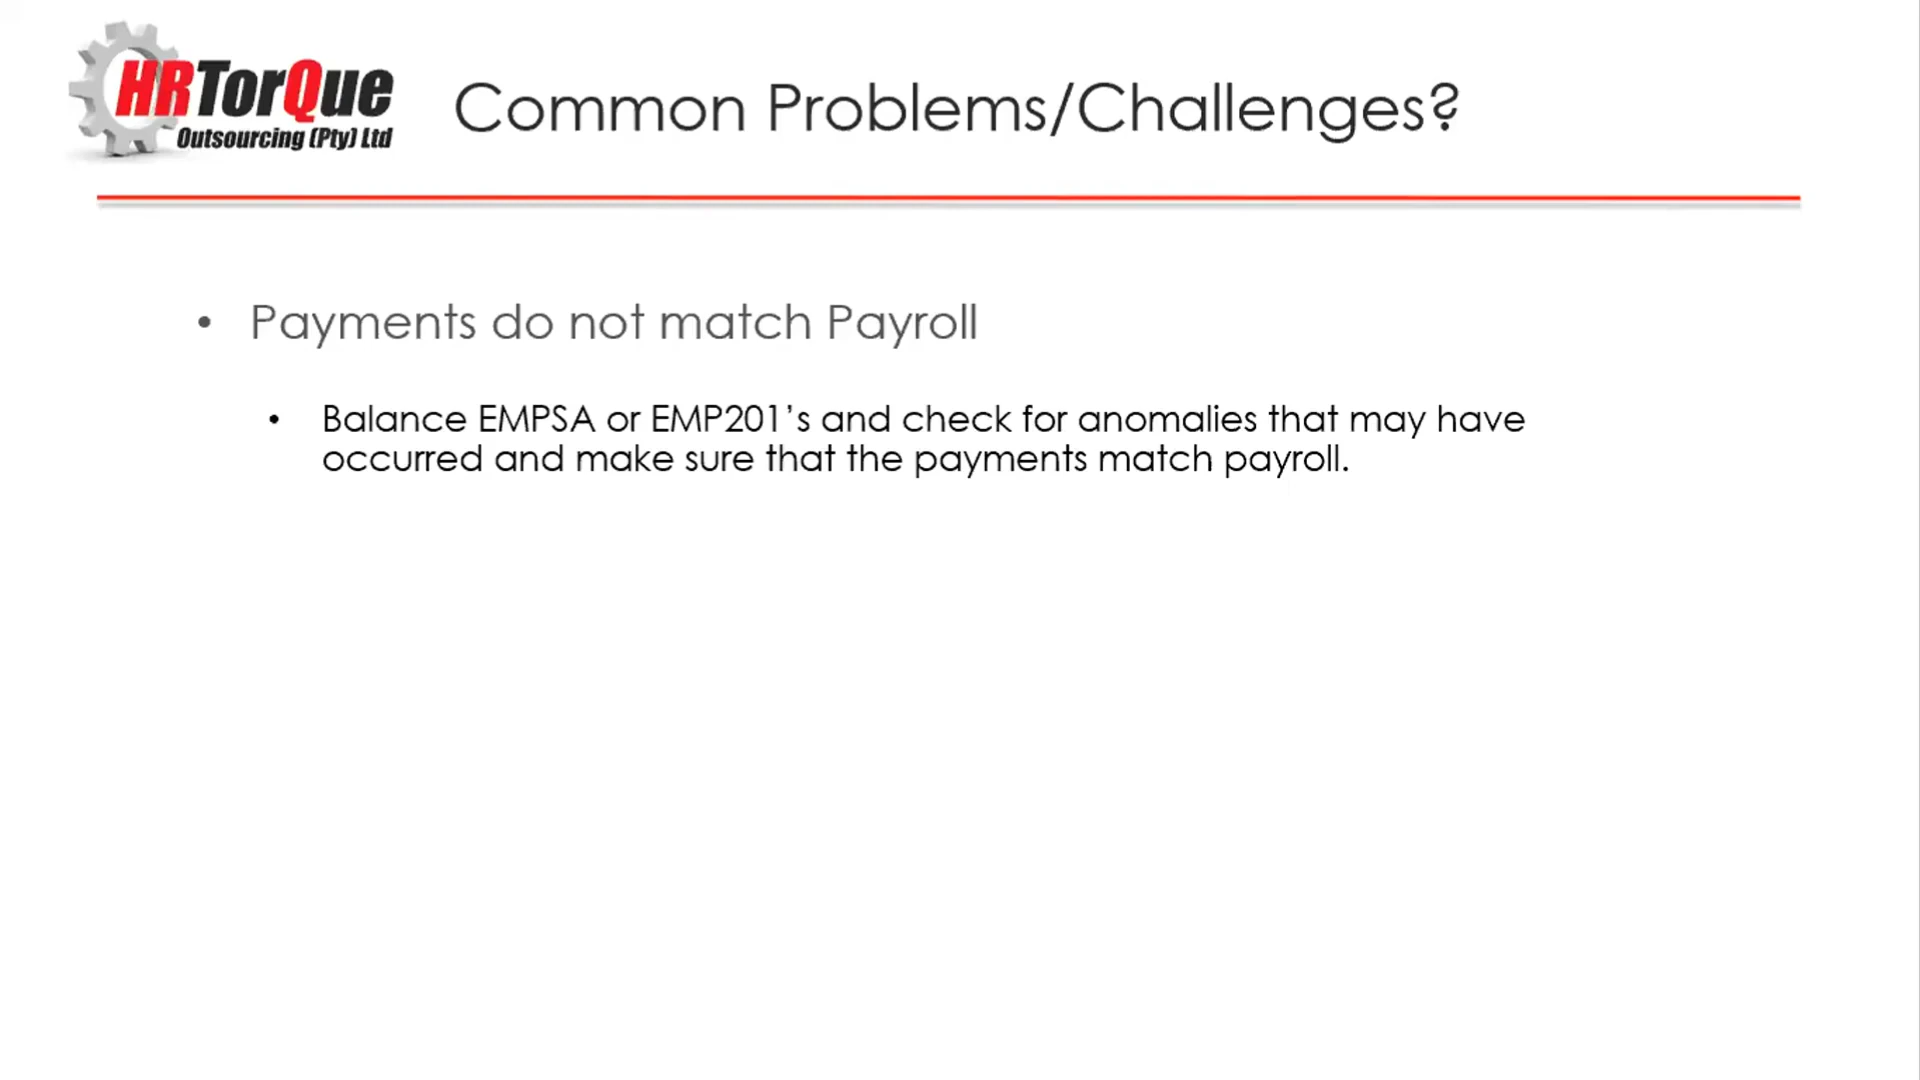 HRTorQue
Outsourcing (Pty) Ltd
Common Problems/Challenges?
• Payments do not match Payroll
• Balance EMPSA or EMP201’s and check for anomalies that may have
occurred and make sure that the payments match payroll.